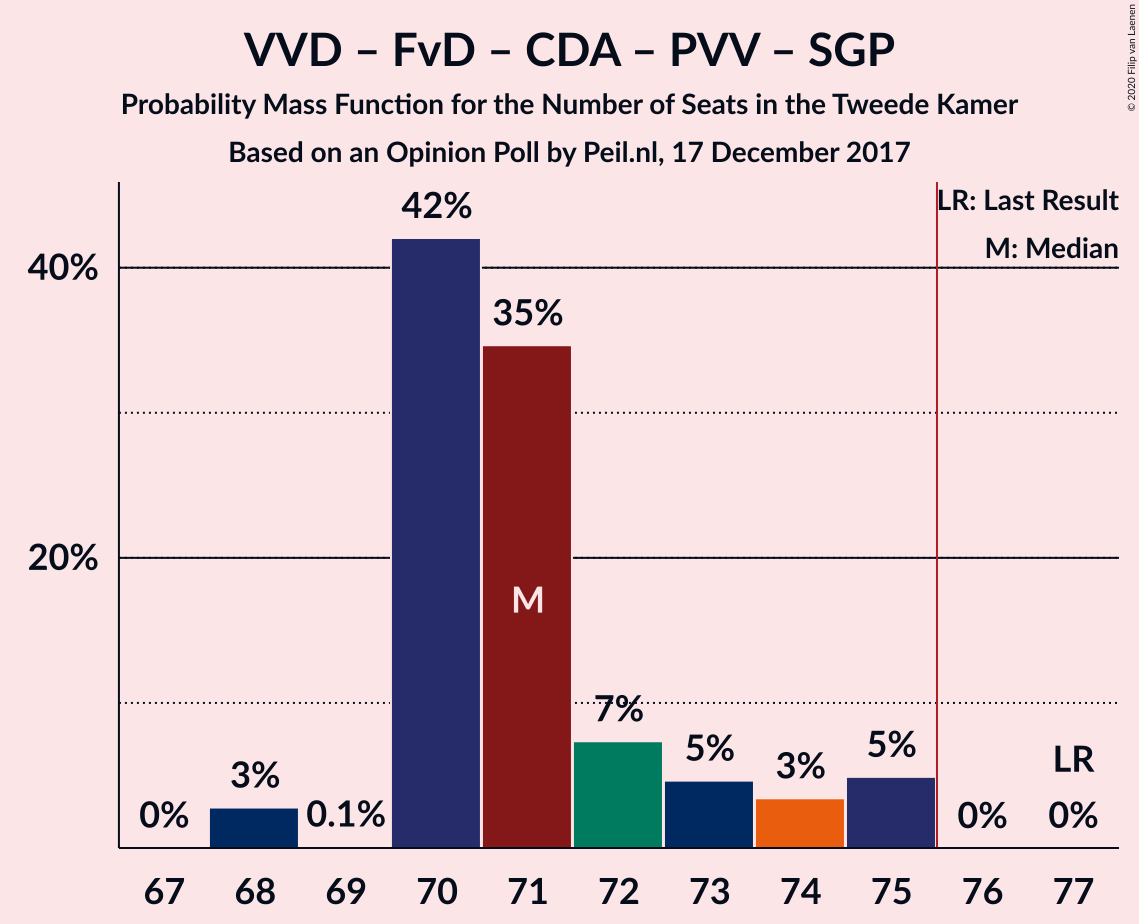 VVD – FvD – CDA – PVV – SGP
Probability Mass Function for the Number of Seats in the Tweede Kamer
Based on an Opinion Poll by Peil.nl, 17 December 2017
© 2020 Filip van Laenen
LR: Last Result
M: Median
40%
20%
0%
3%
0.1%
42%
35%
M
7%
5%
3%
5%
0%
LR
0%
67 68 69 70 71 72 73 74 75 76 77